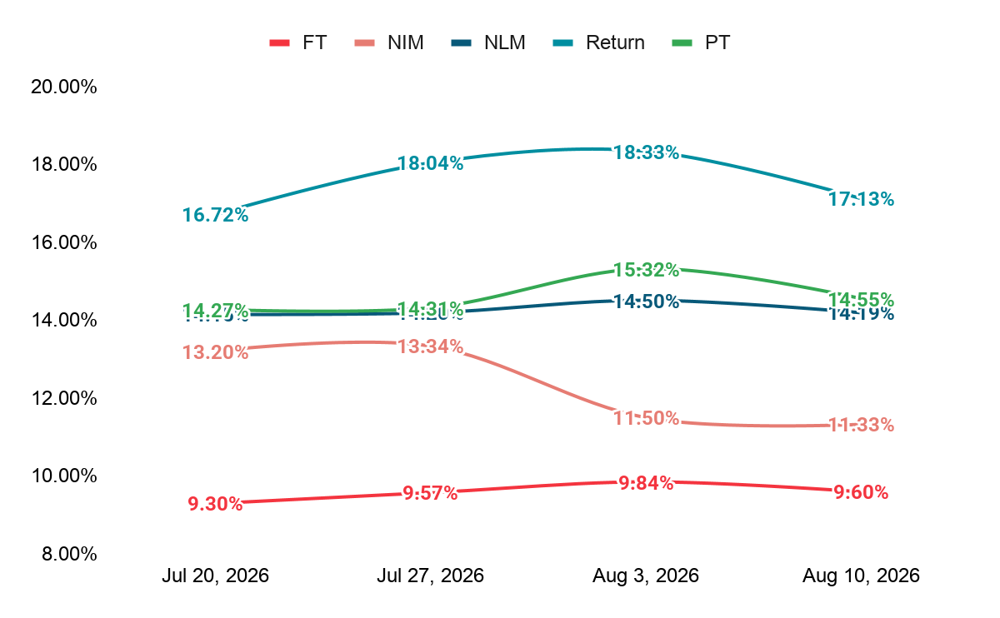 FT NIM NLM Return PT
20.00%
18.00%
16.00%
14.00%
12.00%
10.00%
8.00%
16.72% 18.04% 18.33% 17.13%
14.27% 14.31% 15.32% 14.55%
14.50% 14.19%
13.20% 13.34% 11.50% 11.33%
9.30% 9.57% 9.84% 9.60%
Jul 20, 2026 Jul 27, 2026 Aug 3, 2026 Aug 10, 2026